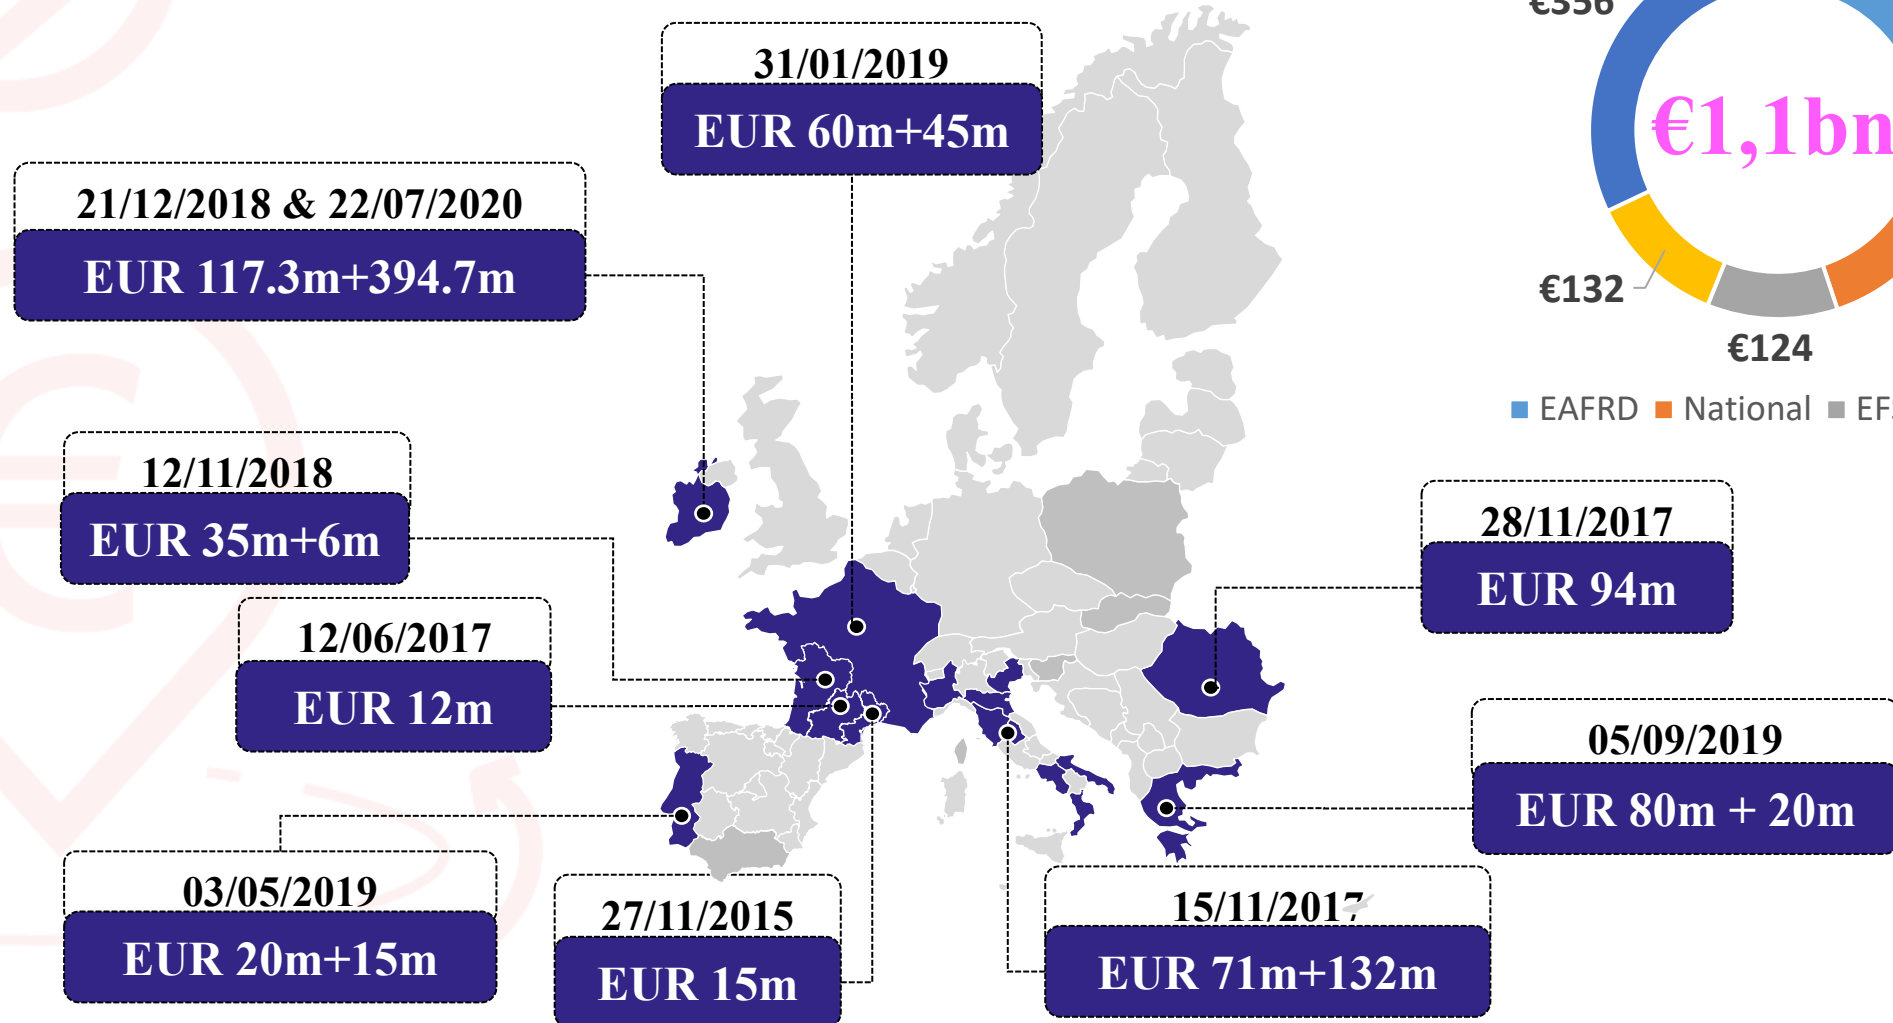 €356
31/01/2019
EUR 60m+45m
€1,1bn
21/12/2018 & 22/07/2020
EUR 117.3m+394.7m
€132
€124
EAFRD National
12/11/2018
EUR 35m+6m
28/11/2017
EUR 94m
12/06/2017
EUR 12m
05/09/2019
EUR 80m + 20m
03/05/2019
EUR 20m+15m
27/11/2015
EUR 15m
15/11/2017
EUR 71m+132m